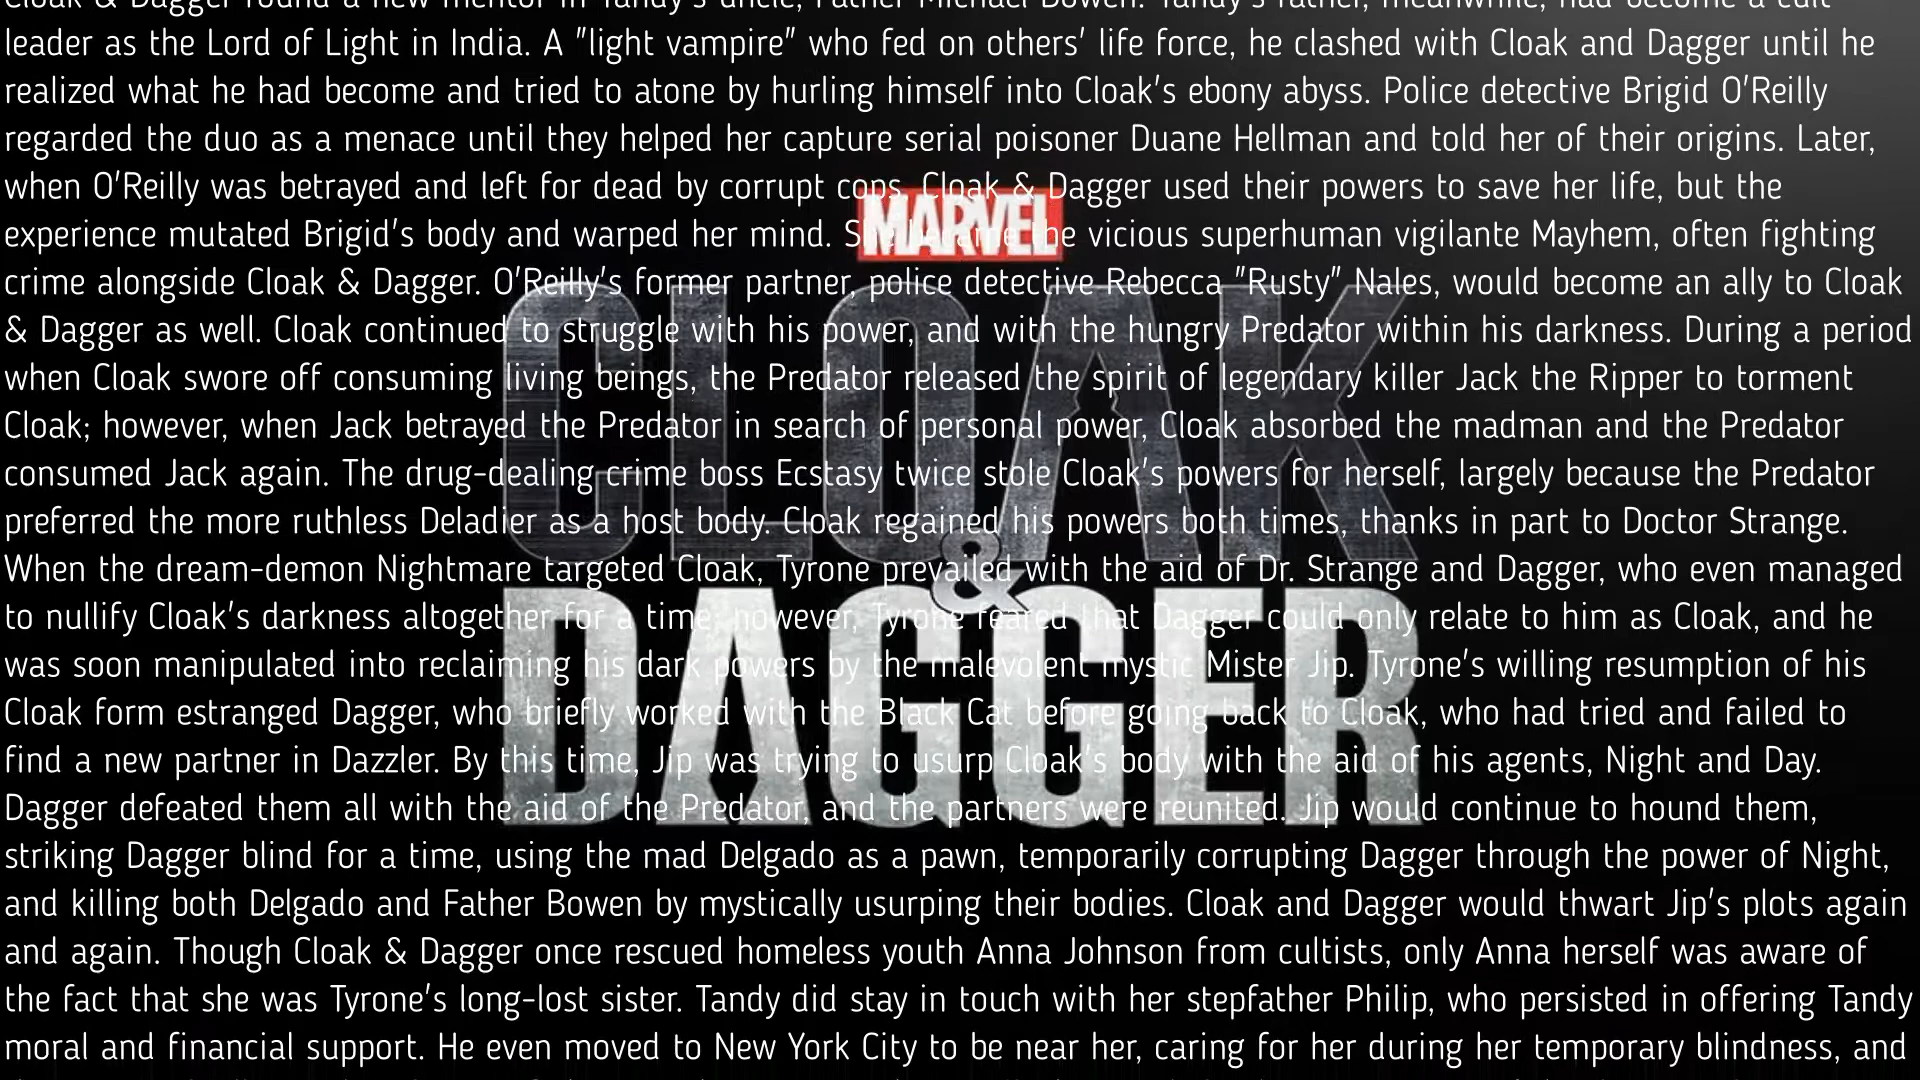 Cloak & Dagger found a new mentor in Tandy's uncle, Father Michael Bowen. Tandy's father, meanwhile, had become a cult
leader as the Lord of Light in India. A "light vampire" who fed on others' life force, he clashed with Cloak and Dagger until he
realized what he had become and tried to atone by hurling himself into Cloak's ebony abyss. Police detective Brigid O'Reilly
regarded the duo as a menace until they helped her capture serial poisoner Duane Hellman and told her of their origins. Later,
when O'Reilly was betrayed and left for dead by corrupt cops, Cloak & Dagger used their powers to save her life, but the
experience mutated Brigid's body and warped her mind. She became the vicious superhuman vigilante Mayhem, often fighting
MARVEL
crime alongside Cloak & Dagger. O'Reilly's former partner, police detective Rebecca "Rusty" Nales, would become an ally to Cloak
& Dagger as well. Cloak continued to struggle with his power, and with the hungry Predator within his darkness. During a period
when Cloak swore off consuming living beings, the Predator released the spirit of legendary killer Jack the Ripper to torment
Cloak; however, when Jack betrayed the Predator in search of personal power, Cloak absorbed the madman and the Predator
CLOAK
consumed Jack again. The drug-dealing crime boss Ecstasy twice stole Cloak's powers for herself, largely because the Predator
preferred the more ruthless Deladier as a host body. Cloak regained his powers both times, thanks in part to Doctor Strange.
When the dream-demon Nightmare targeted Cloak, Tyrone prevailed with the aid of Dr. Strange and Dagger, who even managed
&
to nullify Cloak's darkness altogether for a time; however, Tyrone feared that Dagger could only relate to him as Cloak, and he
was soon manipulated into reclaiming his dark powers by the malevolent mystic Mister Jip. Tyrone's willing resumption of his
Cloak form estranged Dagger, who briefly worked with the Black Cat before going back to Cloak, who had tried and failed to
DAGGER
find a new partner in Dazzler. By this time, Jip was trying to usurp Cloak's body with the aid of his agents, Night and Day.
Dagger defeated them all with the aid of the Predator, and the partners were reunited. Jip would continue to hound them,
striking Dagger blind for a time, using the mad Delgado as a pawn, temporarily corrupting Dagger through the power of Night,
and killing both Delgado and Father Bowen by mystically usurping their bodies. Cloak and Dagger would thwart Jip's plots again
and again. Though Cloak & Dagger once rescued homeless youth Anna Johnson from cultists, only Anna herself was aware of
the fact that she was Tyrone's long-lost sister. Tandy did stay in touch with her stepfather Philip, who persisted in offering Tandy
moral and financial support. He even moved to New York City to be near her, caring for her during her temporary blindness, and